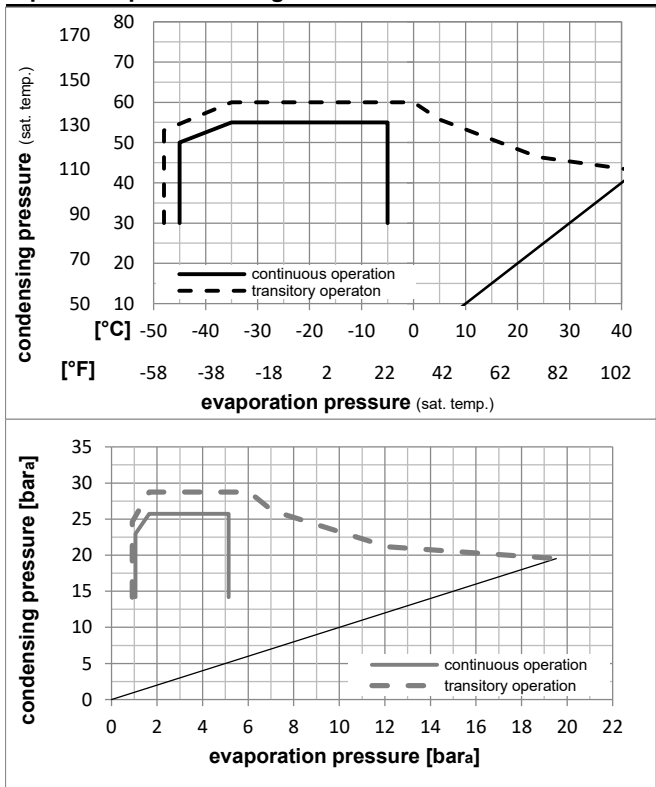 170 80
150 70
130 60
50
110 40
90 30
70 20
50 10
condensing pressure (sat. temp.)
continuous operation
transitory operaton
[°C] -50 -40 -30 -20 -10 0 10 20 30 40
[°F] -58 -38 -18 2 22 42 62 82 102
evaporation pressure (sat. temp.)
35
30
25
20
15
10
5
0
condensing pressure [bara]
continuous operation
transitory operation
0 2 4 6 8 10 12 14 16 18 20 22
evaporation pressure [bara]